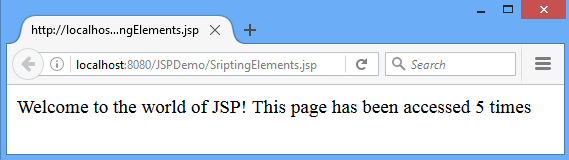 http://localhos...ngElements.jsp
localhost:8080/JSPDemo/SriptingElements.jsp
Search
Welcome to the world of JSP! This page has been accessed 5 times